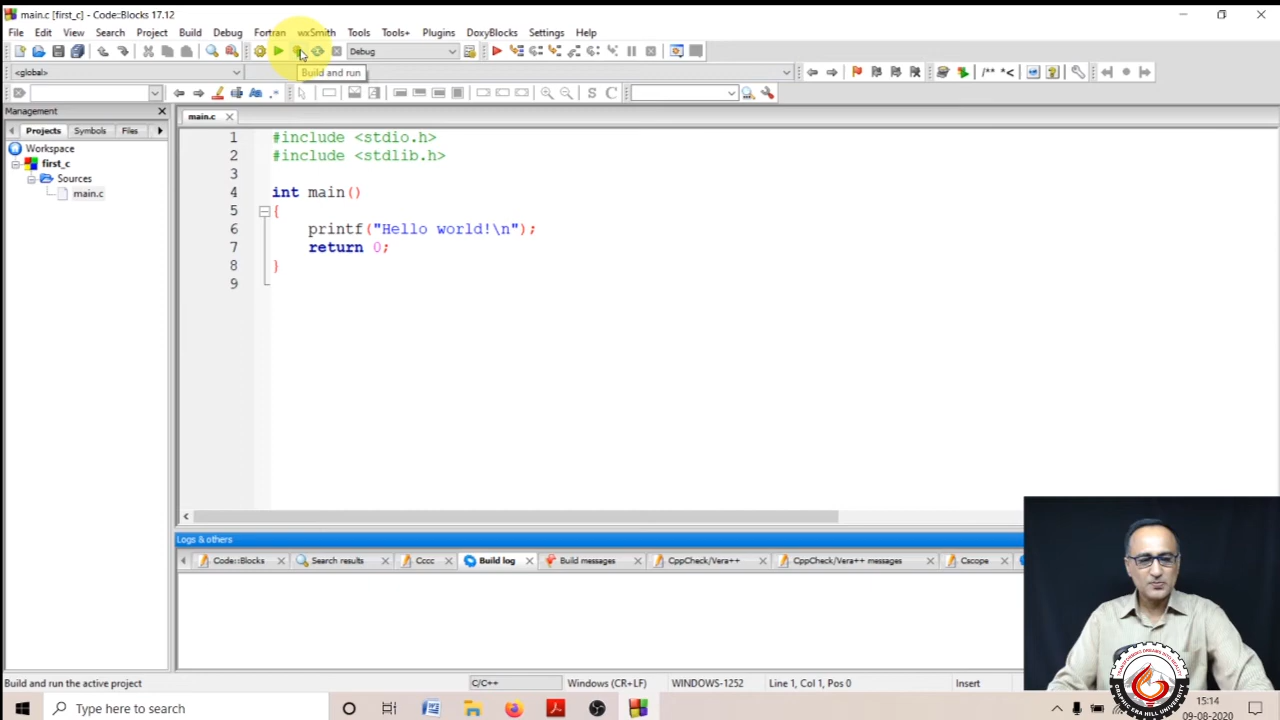 main.c [first_c] - Code::Blocks 17.12
File Edit View Search Project Build Debug Fortran wxSmith Tools Tools+ Plugins DoxyBlocks Settings Help
Debug
<global>
Build and run
/** *<
S C
Management
main.c
Projects Symbols Files
Workspace
first_c
Sources
main.c
1 #include <stdio.h>
2 #include <stdlib.h>
3
4 int main()
5 {
6 printf("Hello world!\n");
7 return 0;
8 }
9
Logs & others
Code::Blocks Search results Cccc Build log Build messages CppCheck/Vera++ CppCheck/Vera++ messages Cscope
Build and run the active project C/C++ Windows (CR+LF) WINDOWS-1252 Line 1, Col 1, Pos 0 Insert
GRAPHIC ERA HILL UNIVERSITY
Type here to search
15:14
09-08-2020